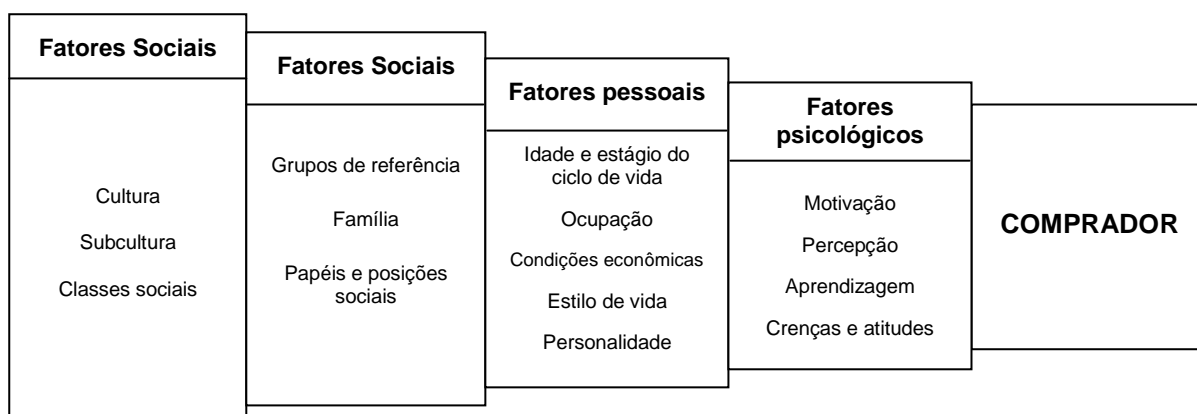 Fatores Sociais
Cultura
Subcultura
Classes sociais
Fatores Sociais
Grupos de referência
Família
Papéis e posições
sociais
Fatores pessoais
Idade e estágio do
ciclo de vida
Ocupação
Condições econômicas
Estilo de vida
Personalidade
Fatores
psicológicos
Motivação
Percepção
Aprendizagem
Crenças e atitudes
COMPRADOR